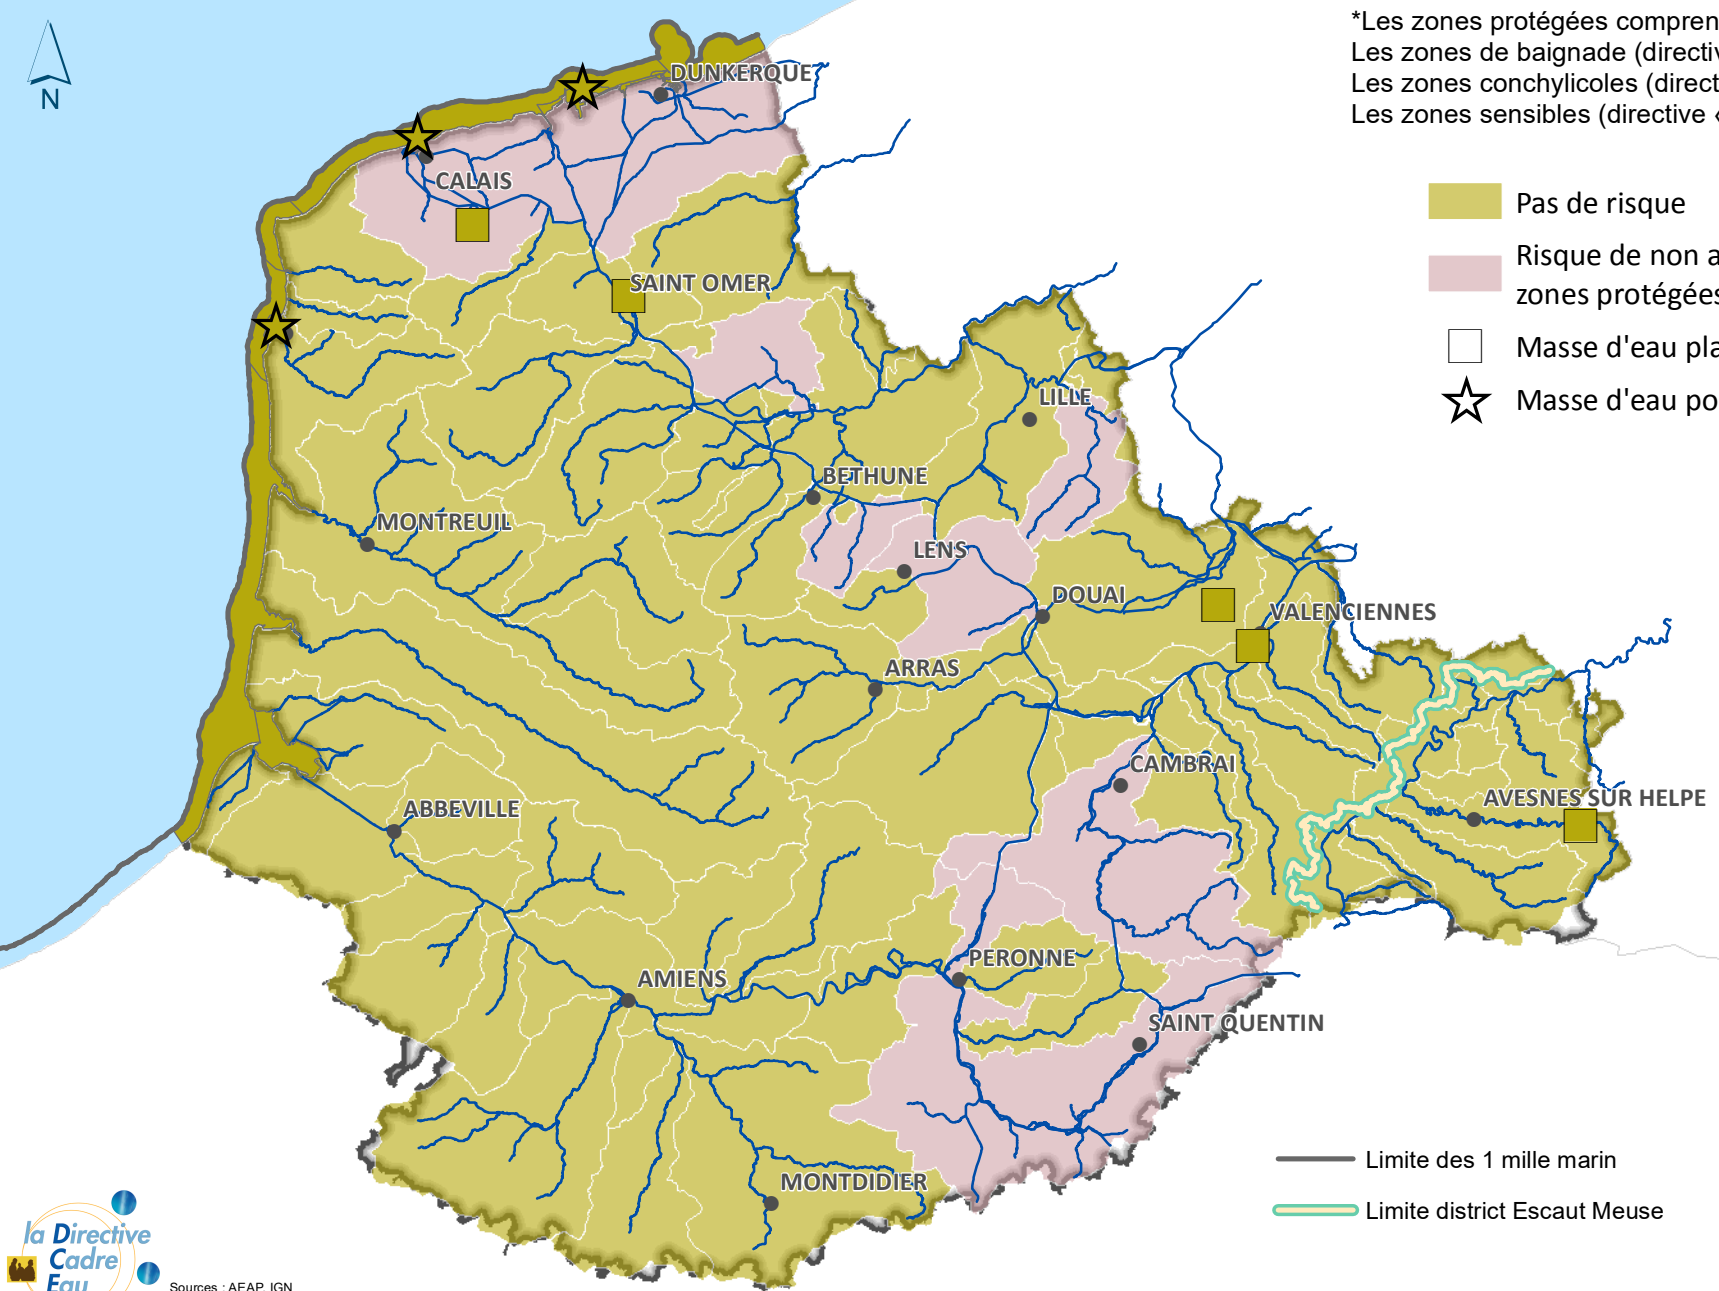 *Les zones protégées compren
Les zones de baignade (directiv
Les zones conchylicoles (direct
Les zones sensibles (directive «
N
DUNKERQUE
CALAIS
Pas de risque
Risque de non a
zones protégées
SAINT OMER
Masse d'eau pla
Masse d'eau po
LILLE
BETHUNE
MONTREUIL
LENS
DOUAI
VALENCIENNES
ARRAS
CAMBRAI
AVESNES SUR HELPE
ABBEVILLE
PERONNE
AMIENS
SAINT QUENTIN
MONTDIDIER
Limite des 1 mille marin
Limite district Escaut Meuse
la Directive
Cadre
Eau
Sources : AEAP, IGN